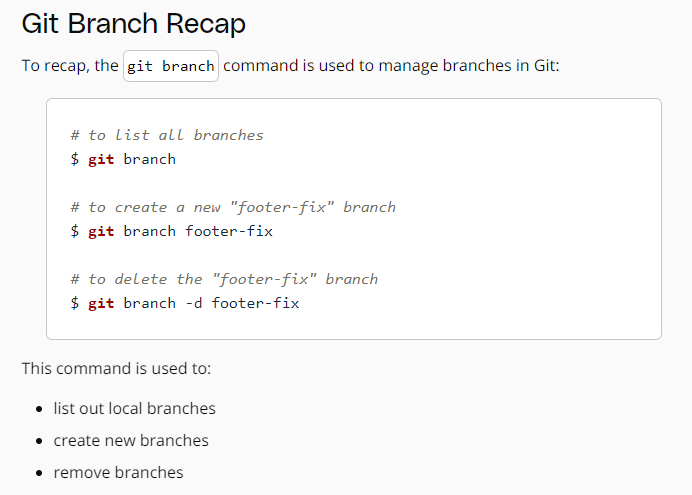 Git Branch Recap
To recap, the git branch command is used to manage branches in Git:
# to list all branches
$ git branch
# to create a new "footer-fix" branch
$ git branch footer-fix
# to delete the "footer-fix" branch
$ git branch -d footer-fix
This command is used to:
• list out local branches
• create new branches
• remove branches